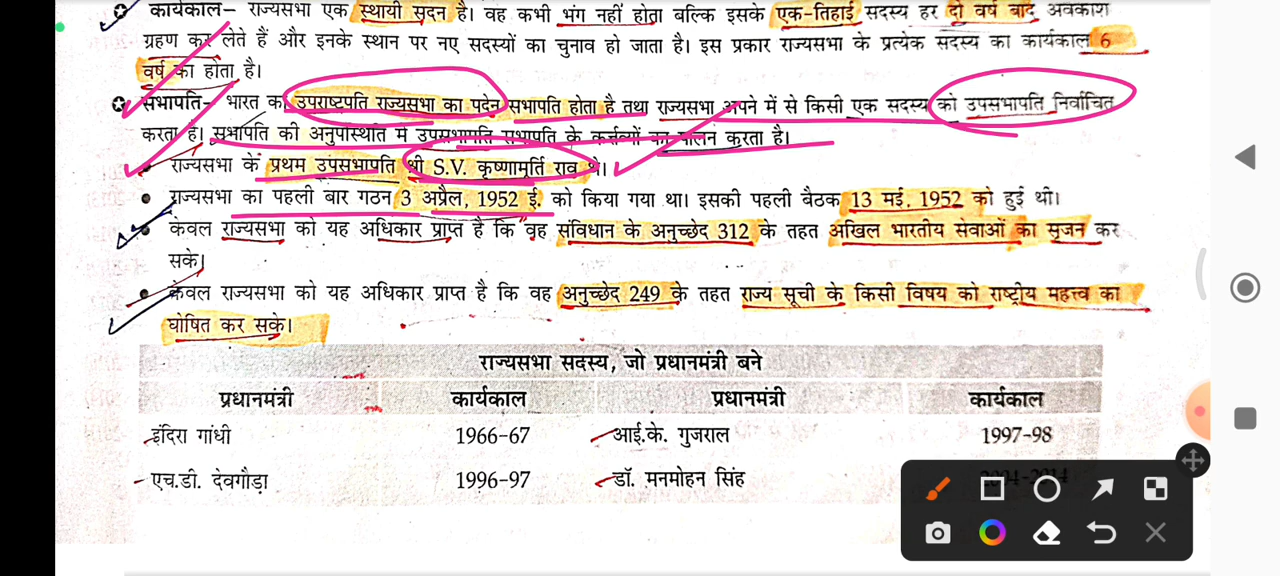 कार्यकाल– राज्यसभा एक स्थायी सदन है। वह कभी भंग नहीं होता बल्कि इसके एक-तिहाई सदस्य हर दो वर्ष बाद अवकाश
ग्रहण कर लेते हैं और इनके स्थान पर नए सदस्यों का चुनाव हो जाता है। इस प्रकार राज्यसभा के प्रत्येक सदस्य का कार्यकाल 6
वर्ष का होता है।
सभापति– भारत का उपराष्ट्रपति राज्यसभा का पदेन सभापति होता है तथा राज्यसभा अपने में से किसी एक सदस्य को उपसभापति निर्वाचित
करता है। सभापति की अनुपस्थिति में उपसभापति सभापति के कर्त्तव्यों का पालन करता है।
राज्यसभा के प्रथम उपसभापति श्री S.V. कृष्णामूर्ति राव थे।
राज्यसभा का पहली बार गठन 3 अप्रैल, 1952 ई. को किया गया था। इसकी पहली बैठक 13 मई, 1952 को हुई थी।
केवल राज्यसभा को यह अधिकार प्राप्त है कि वह संविधान के अनुच्छेद 312 के तहत अखिल भारतीय सेवाओं का सृजन कर
सके।
केवल राज्यसभा को यह अधिकार प्राप्त है कि वह अनुच्छेद 249 के तहत राज्य सूची के किसी विषय को राष्ट्रीय महत्त्व का
घोषित कर सके।
राज्यसभा सदस्य, जो प्रधानमंत्री बने
प्रधानमंत्री कार्यकाल प्रधानमंत्री कार्यकाल
इंदिरा गांधी 1966-67 आई.के. गुजराल 1997-98
एच.डी. देवगौड़ा 1996-97 डॉ. मनमोहन सिंह